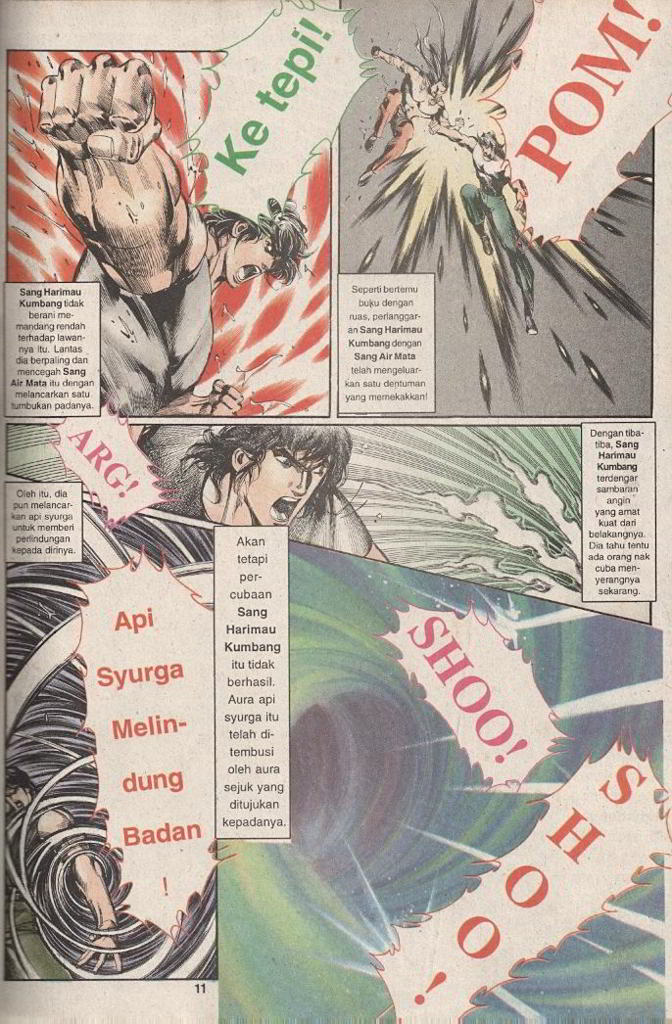 Ke tepi!
POM!
Sang Harimau
Kumbang tidak
berani me-
mandang rendah
terhadap lawan-
nya itu. Lantas
dia berpaling dan
mencegah Sang
Air Mata itu dengan
melancarkan satu
tumbukan padanya.
Seperti bertemu
buku dengan
ruas, perlanggar-
an Sang Harimau
Kumbang dengan
Sang Air Mata
telah mengeluar-
kan satu dentuman
yang memekakkan!
ARG!
Dengan tiba-
tiba, Sang
Harimau
Kumbang
terdengar
sambaran
angin
yang amat
kuat dari
belakangnya.
Dia tahu tentu
ada orang nak
cuba men-
yerangnya
sekarang.
Oleh itu, dia
pun melancar-
kan api syurga
untuk memberi
perlindungan
kepada dirinya.
Api
Syurga
Melin-
dung
Badan
!
Akan
tetapi
per-
cubaan
Sang
Harimau
Kumbang
itu tidak
berhasil.
Aura api
syurga itu
telah di-
tembusi
oleh aura
sejuk yang
ditujukan
kepadanya.
SHOO!
SHOO!
11